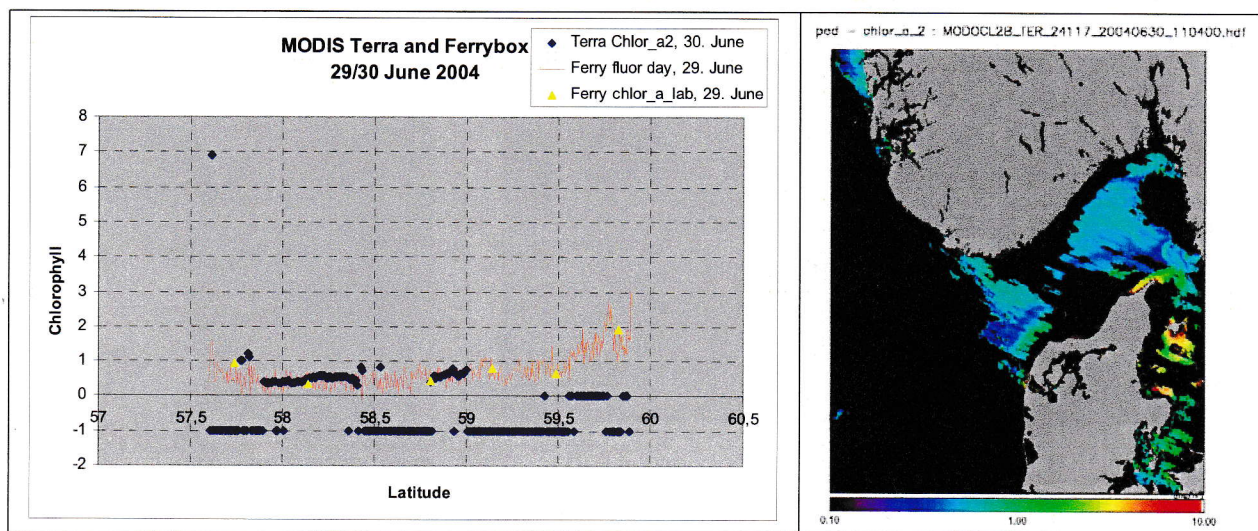 MODIS Terra and Ferrybox
29/30 June 2004
Terra Chlor_a2, 30. June
Ferry fluor day, 29. June
Ferry chlor_a_lab, 29. June
8
7
6
5
4
3
2
1
0
-1
-2
Chlorophyll
57
57,5
58
58,5
59
59,5
60
60,5
Latitude
ped - chlor_a_2 : MODOCL2B_TER_24117_20040630_110400.hdf
0.10
1.00
10.00